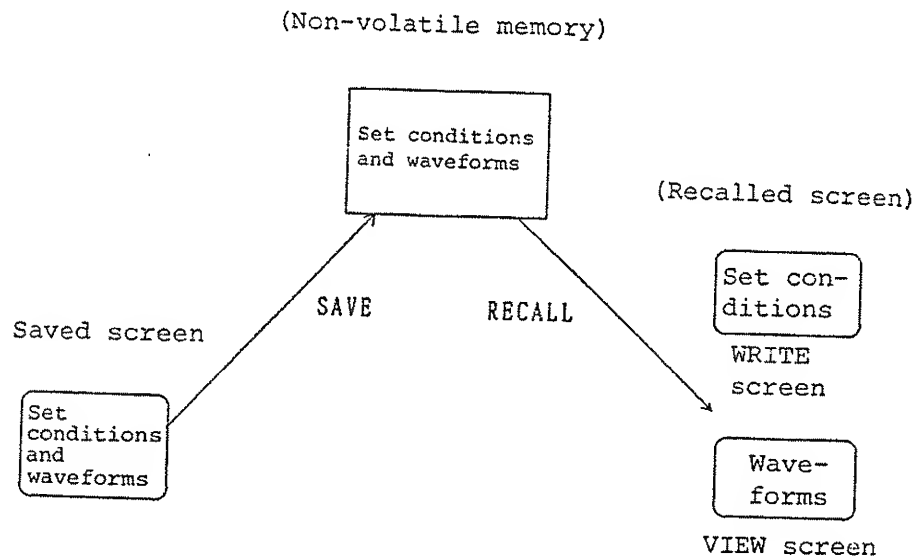 (Non-volatile memory)
Set conditions
and waveforms
(Recalled screen)
Set con-
ditions
SAVE
RECALL
Saved screen
WRITE
screen
Set
conditions
and
waveforms
Wave-
forms
VIEW screen